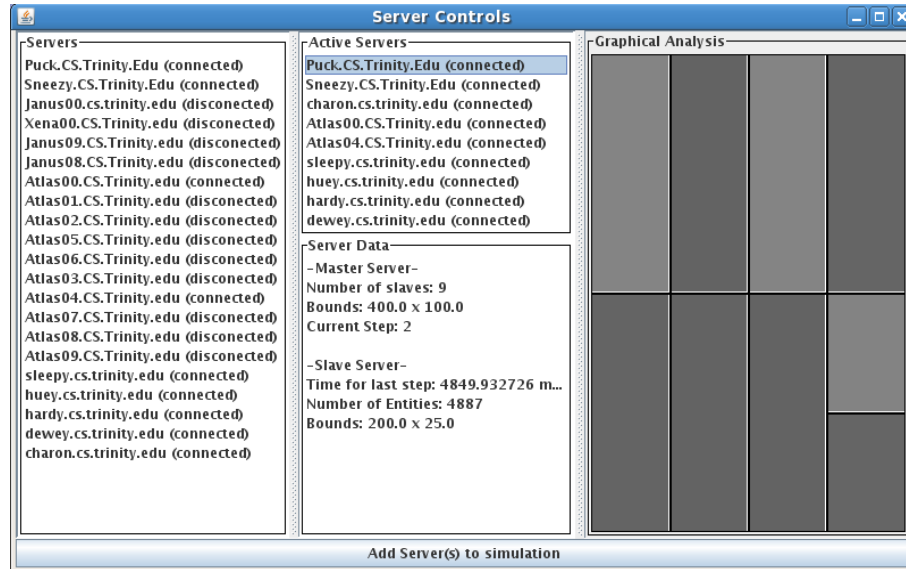 Server Controls
Servers
Puck.CS.Trinity.Edu (connected)
Sneezy.CS.Trinity.Edu (connected)
Janus00.cs.trinity.edu (disconected)
Xena00.CS.Trinity.edu (disconected)
Janus09.CS.Trinity.edu (disconected)
Janus08.CS.Trinity.edu (disconected)
Atlas00.CS.Trinity.edu (connected)
Atlas01.CS.Trinity.edu (disconected)
Atlas02.CS.Trinity.edu (disconected)
Atlas05.CS.Trinity.edu (disconected)
Atlas06.CS.Trinity.edu (disconected)
Atlas03.CS.Trinity.edu (disconected)
Atlas04.CS.Trinity.edu (connected)
Atlas07.CS.Trinity.edu (disconected)
Atlas08.CS.Trinity.edu (disconected)
Atlas09.CS.Trinity.edu (disconected)
sleepy.cs.trinity.edu (connected)
huey.cs.trinity.edu (connected)
hardy.cs.trinity.edu (connected)
dewey.cs.trinity.edu (connected)
charon.cs.trinity.edu (connected)
Active Servers
Puck.CS.Trinity.Edu (connected)
Sneezy.CS.Trinity.Edu (connected)
charon.cs.trinity.edu (connected)
Atlas00.CS.Trinity.edu (connected)
Atlas04.CS.Trinity.edu (connected)
sleepy.cs.trinity.edu (connected)
huey.cs.trinity.edu (connected)
hardy.cs.trinity.edu (connected)
dewey.cs.trinity.edu (connected)
Server Data
-Master Server-
Number of slaves: 9
Bounds: 400.0 x 100.0
Current Step: 2
-Slave Server-
Time for last step: 4849.932726 m...
Number of Entities: 4887
Bounds: 200.0 x 25.0
Graphical Analysis
Add Server(s) to simulation